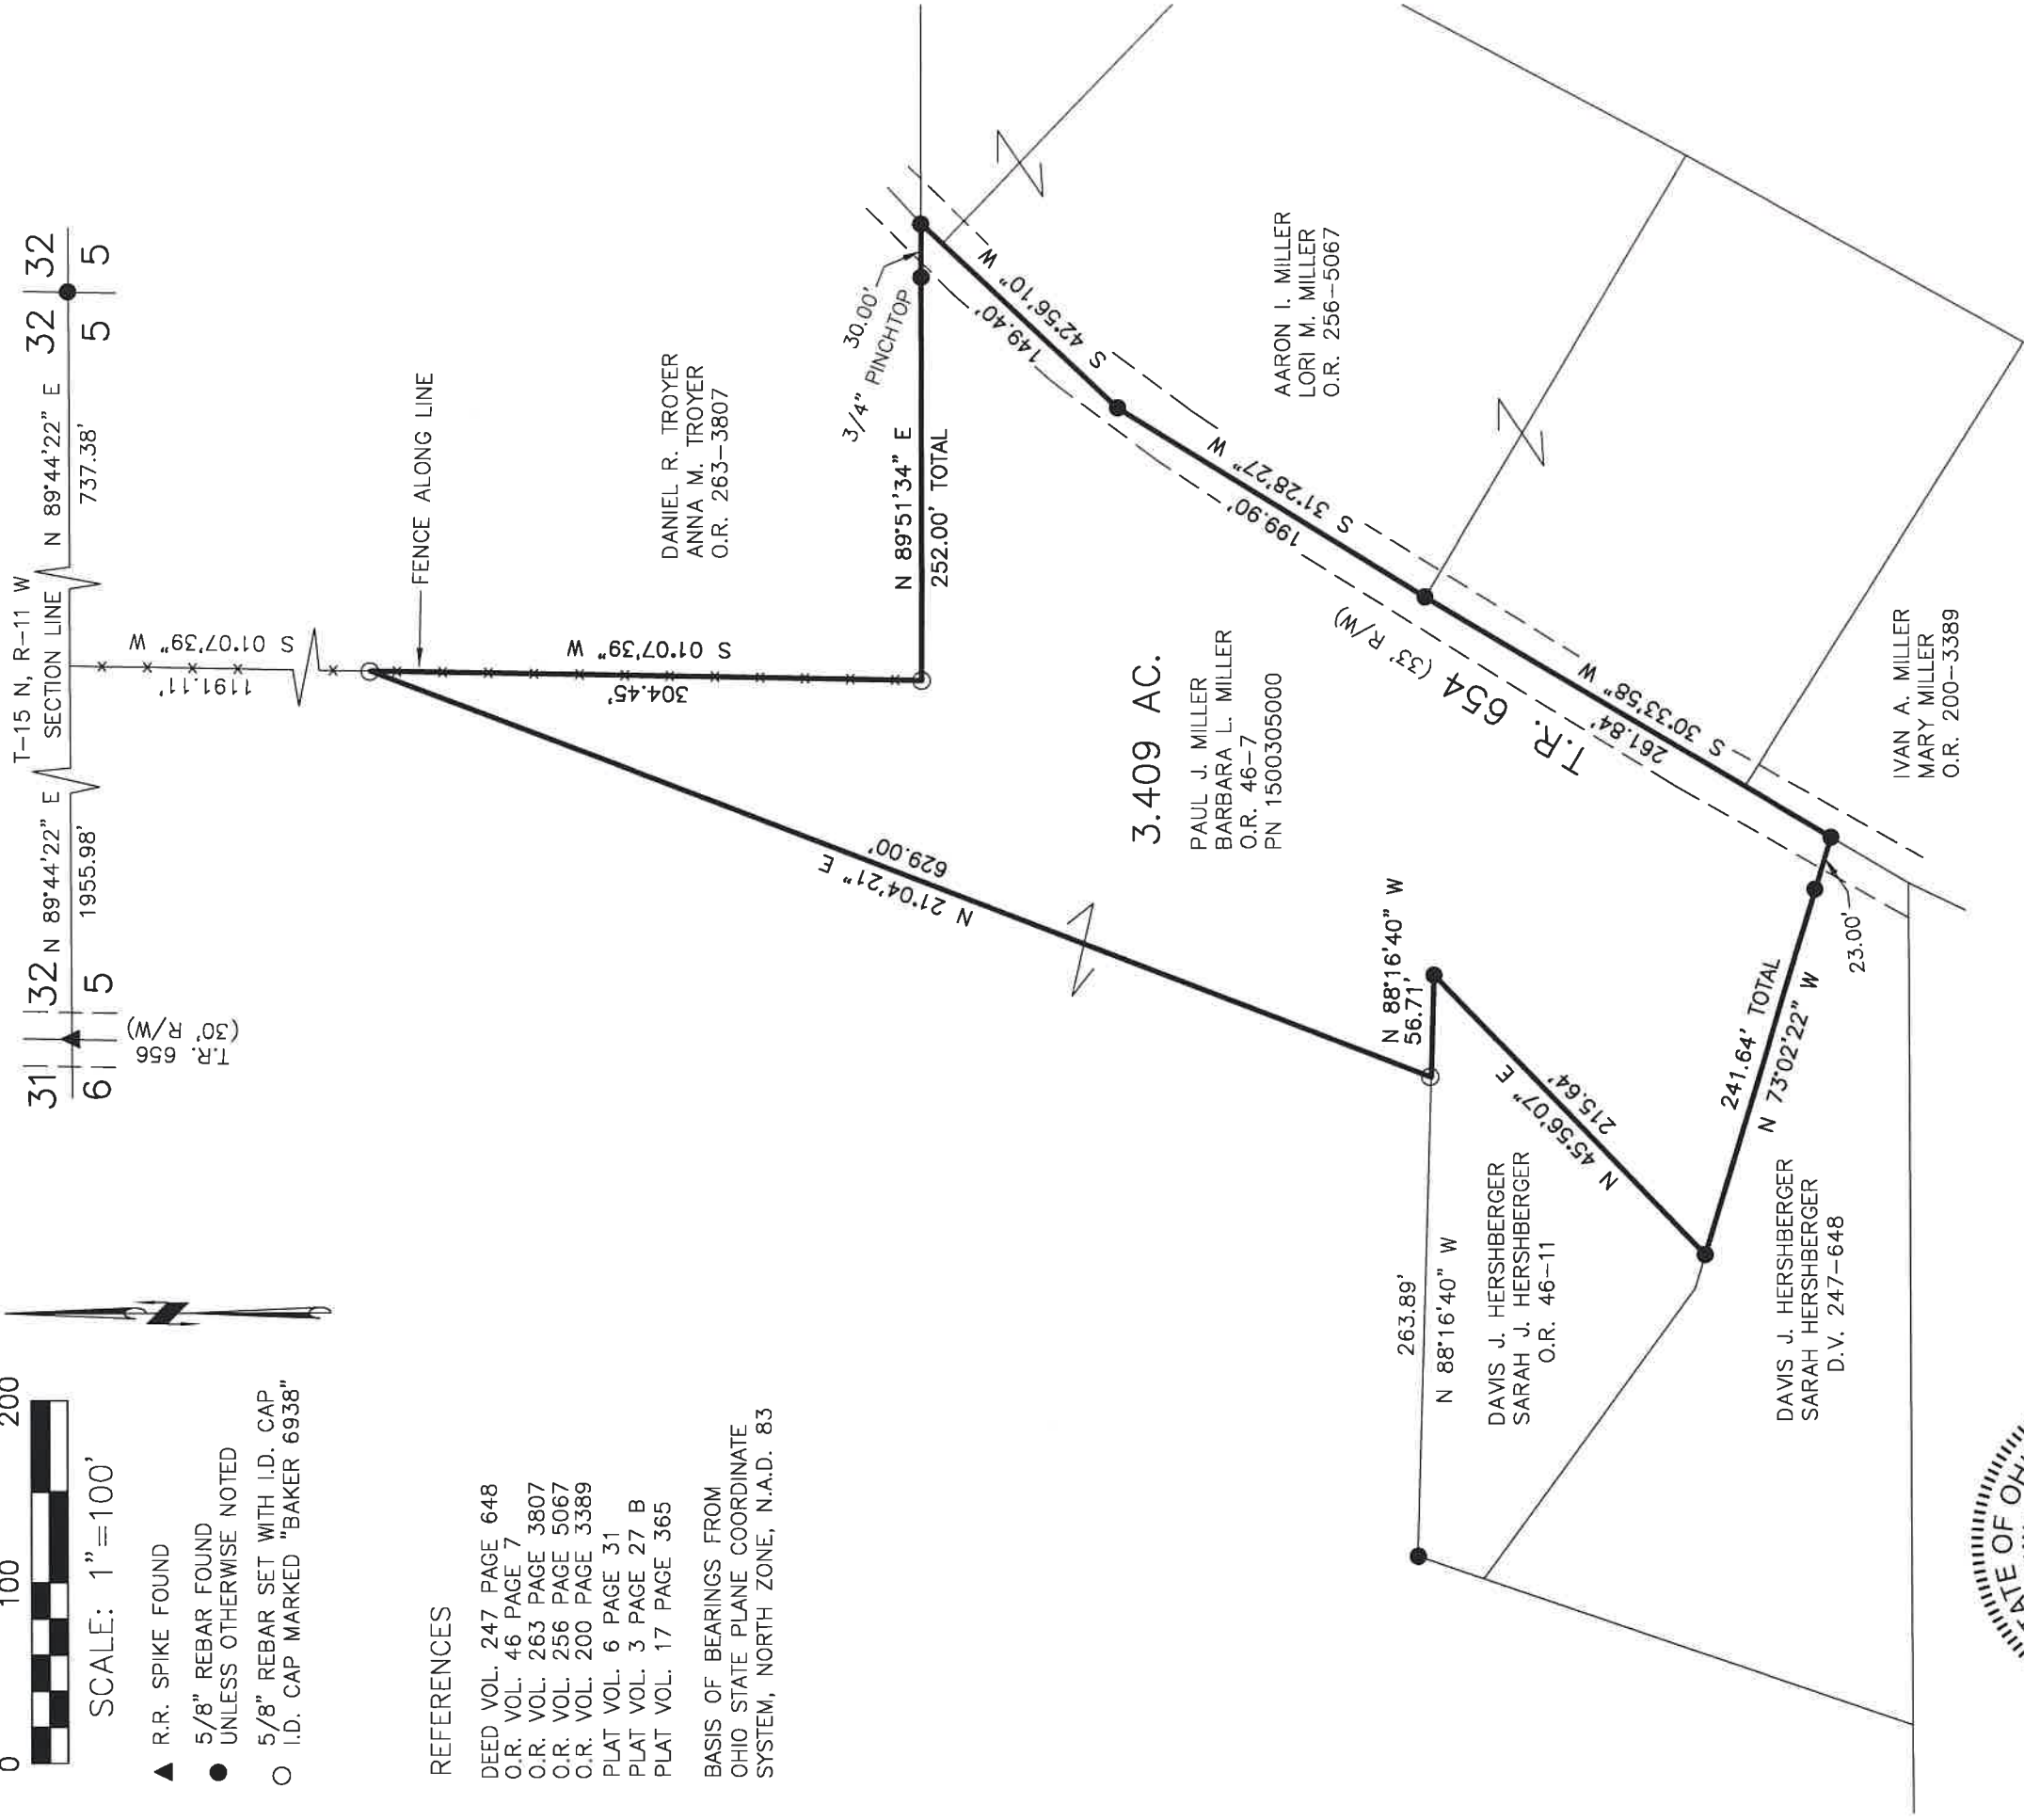 T-15 N, R-11 W
SECTION LINE
31
32
6
5
N 89°44'22" E
1955.98'
N 89°44'22" E
737.38'
32
32
5
5
T.R. 656
(30' R/W)
S 01°07'39" W
1191.11'
FENCE ALONG LINE
S 01°07'39" W
304.45'
DANIEL R. TROYER
ANNA M. TROYER
O.R. 263-3807
30.00'
3/4" PINCHTOP
N 89°51'34" E
252.00' TOTAL
S 42°56'10" W
149.40'
AARON I. MILLER
LORI M. MILLER
O.R. 256-5067
S 31°28'27" W
199.90'
N 21°04'21" E
629.00'
3.409 AC.
PAUL J. MILLER
BARBARA L. MILLER
O.R. 46-7
PN 1500305000
T.R. 654 (33' R/W)
S 30°33'58" W
261.84'
IVAN A. MILLER
MARY MILLER
O.R. 200-3389
N 88°16'40" W
56.71'
N 45°56'07" E
215.64'
241.64' TOTAL
N 73°02'22" W
23.00'
263.89'
N 88°16'40" W
DAVIS J. HERSHBERGER
SARAH J. HERSHBERGER
O.R. 46-11
DAVIS J. HERSHBERGER
SARAH HERSHBERGER
D.V. 247-648
0 100 200
SCALE: 1"=100'
R.R. SPIKE FOUND
5/8" REBAR FOUND
UNLESS OTHERWISE NOTED
5/8" REBAR SET WITH I.D. CAP
I.D. CAP MARKED "BAKER 6938"
REFERENCES
DEED VOL. 247 PAGE 648
O.R. VOL. 46 PAGE 7
O.R. VOL. 263 PAGE 3807
O.R. VOL. 256 PAGE 5067
O.R. VOL. 200 PAGE 3389
PLAT VOL. 6 PAGE 31
PLAT VOL. 3 PAGE 27 B
PLAT VOL. 17 PAGE 365
BASIS OF BEARINGS FROM
OHIO STATE PLANE COORDINATE
SYSTEM, NORTH ZONE, N.A.D. 83
OF